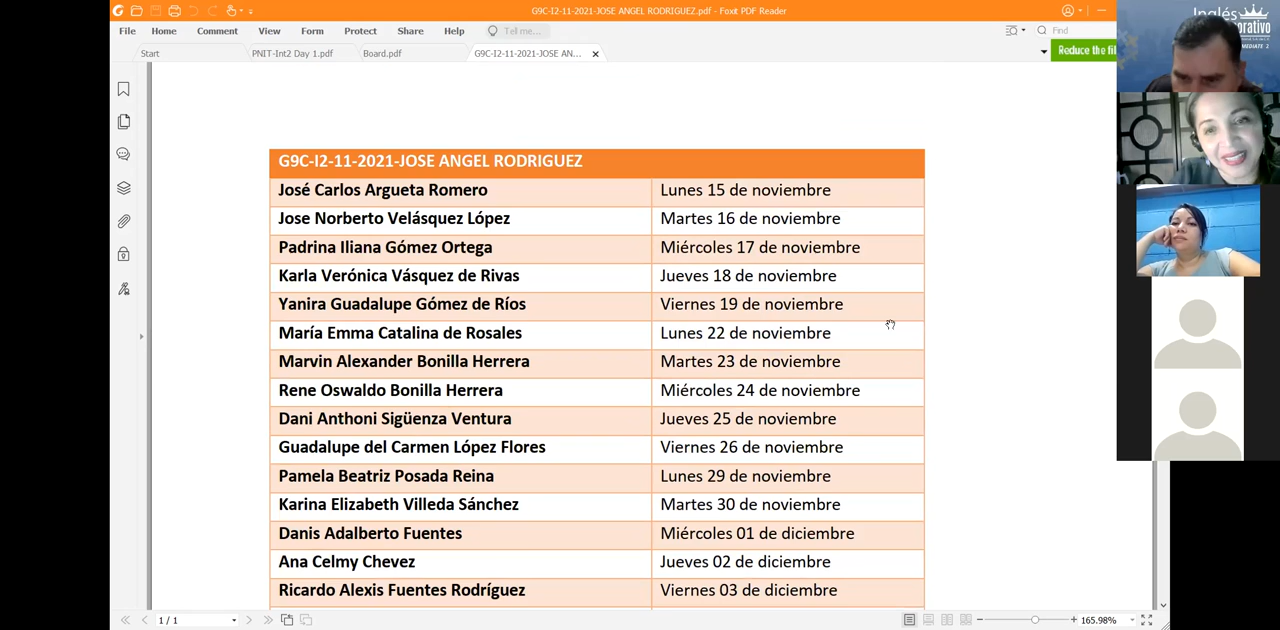 G9C-I2-11-2021-JOSE ANGEL RODRIGUEZ.pdf - Foxit PDF Reader
File Home Comment View Form Protect Share Help Tell me... Find
Start PNIT-Int2 Day 1.pdf Board.pdf G9C-I2-11-2021-JOSE AN...
Reduce the fil
Inglés
G9C-I2-11-2021-JOSE ANGEL RODRIGUEZ
José Carlos Argueta Romero Lunes 15 de noviembre
Jose Norberto Velásquez López Martes 16 de noviembre
Padrina Iliana Gómez Ortega Miércoles 17 de noviembre
Karla Verónica Vásquez de Rivas Jueves 18 de noviembre
Yanira Guadalupe Gómez de Ríos Viernes 19 de noviembre
María Emma Catalina de Rosales Lunes 22 de noviembre
Marvin Alexander Bonilla Herrera Martes 23 de noviembre
Rene Oswaldo Bonilla Herrera Miércoles 24 de noviembre
Dani Anthoni Sigüenza Ventura Jueves 25 de noviembre
Guadalupe del Carmen López Flores Viernes 26 de noviembre
Pamela Beatriz Posada Reina Lunes 29 de noviembre
Karina Elizabeth Villeda Sánchez Martes 30 de noviembre
Danis Adalberto Fuentes Miércoles 01 de diciembre
Ana Celmy Chevez Jueves 02 de diciembre
Ricardo Alexis Fuentes Rodríguez Viernes 03 de diciembre
1 / 1 165.98%